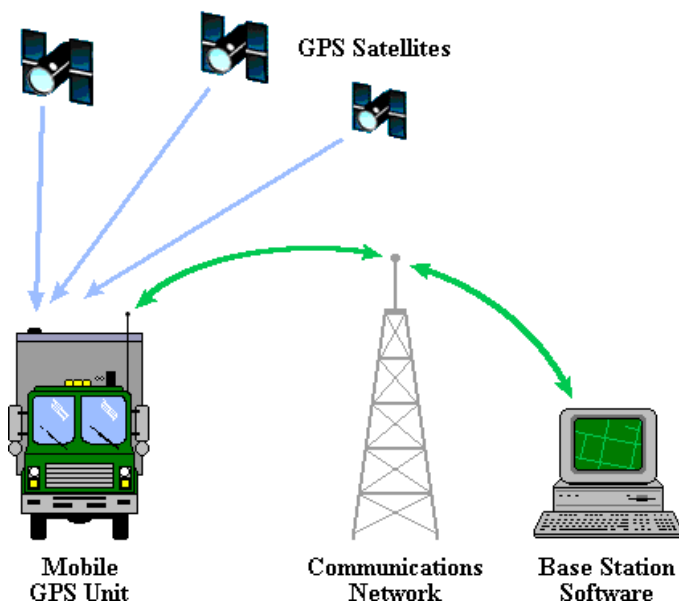 GPS Satellites
Mobile
GPS Unit
Communications
Network
Base Station
Software